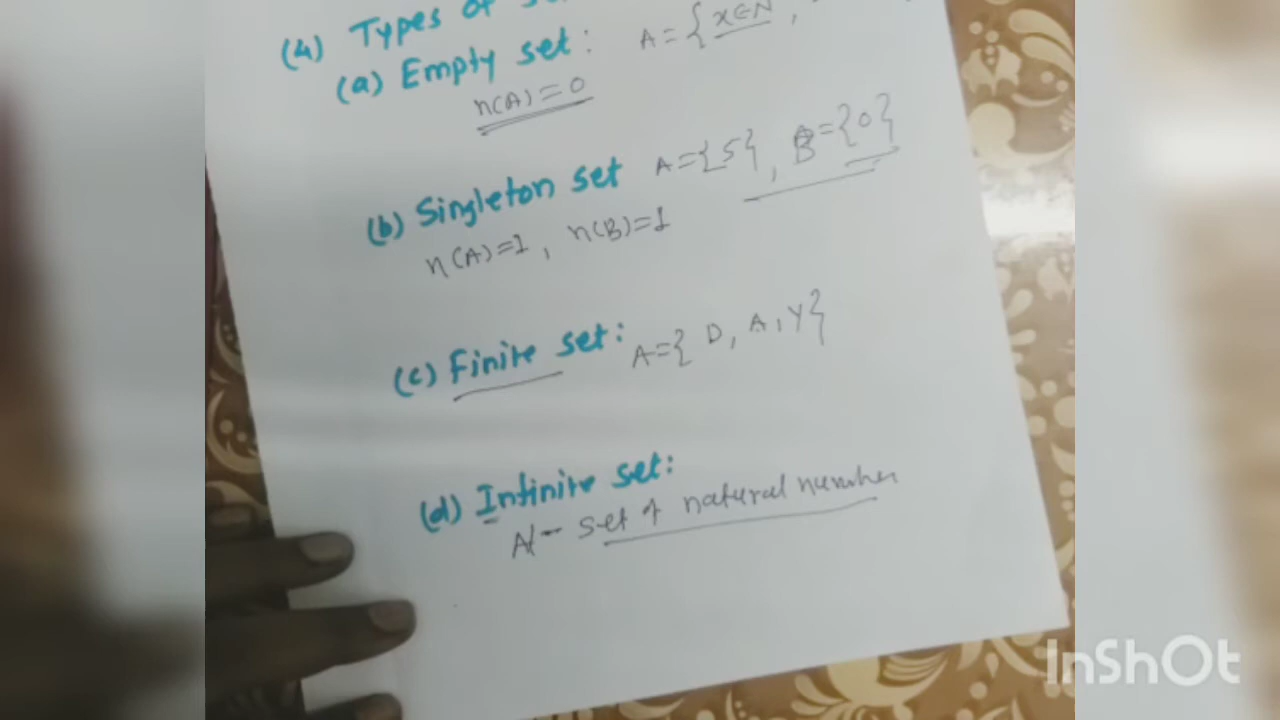 (4) Types of
(a) Empty set : A = { x∈N ,
n(A) = 0
(b) Singleton set A={5} , B={0}
n(A)=1 , n(B)=1
(c) Finite set: A={ D, A, Y}
(d) Infinite set:
set of natural number
InShOt